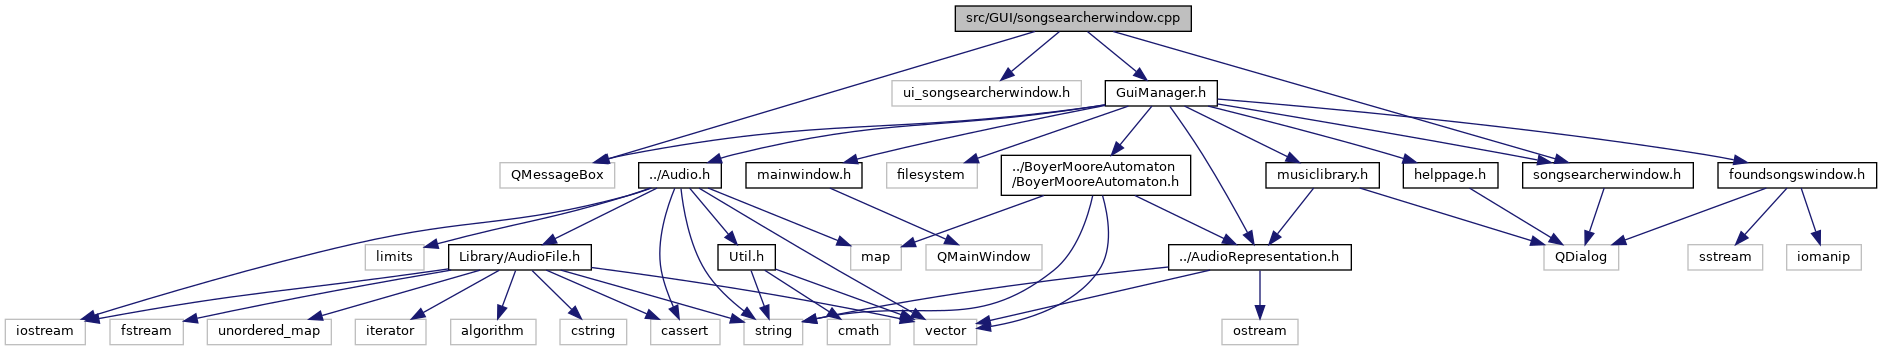 src/GUI/songsearcherwindow.cpp
ui_songsearcherwindow.h
GuiManager.h
QMessageBox
../Audio.h
mainwindow.h
filesystem
../BoyerMooreAutomaton
/BoyerMooreAutomaton.h
musiclibrary.h
helppage.h
songsearcherwindow.h
foundsongswindow.h
limits
Library/AudioFile.h
Util.h
map
QMainWindow
../AudioRepresentation.h
QDialog
sstream
iomanip
iostream
fstream
unordered_map
iterator
algorithm
cstring
cassert
string
cmath
vector
ostream